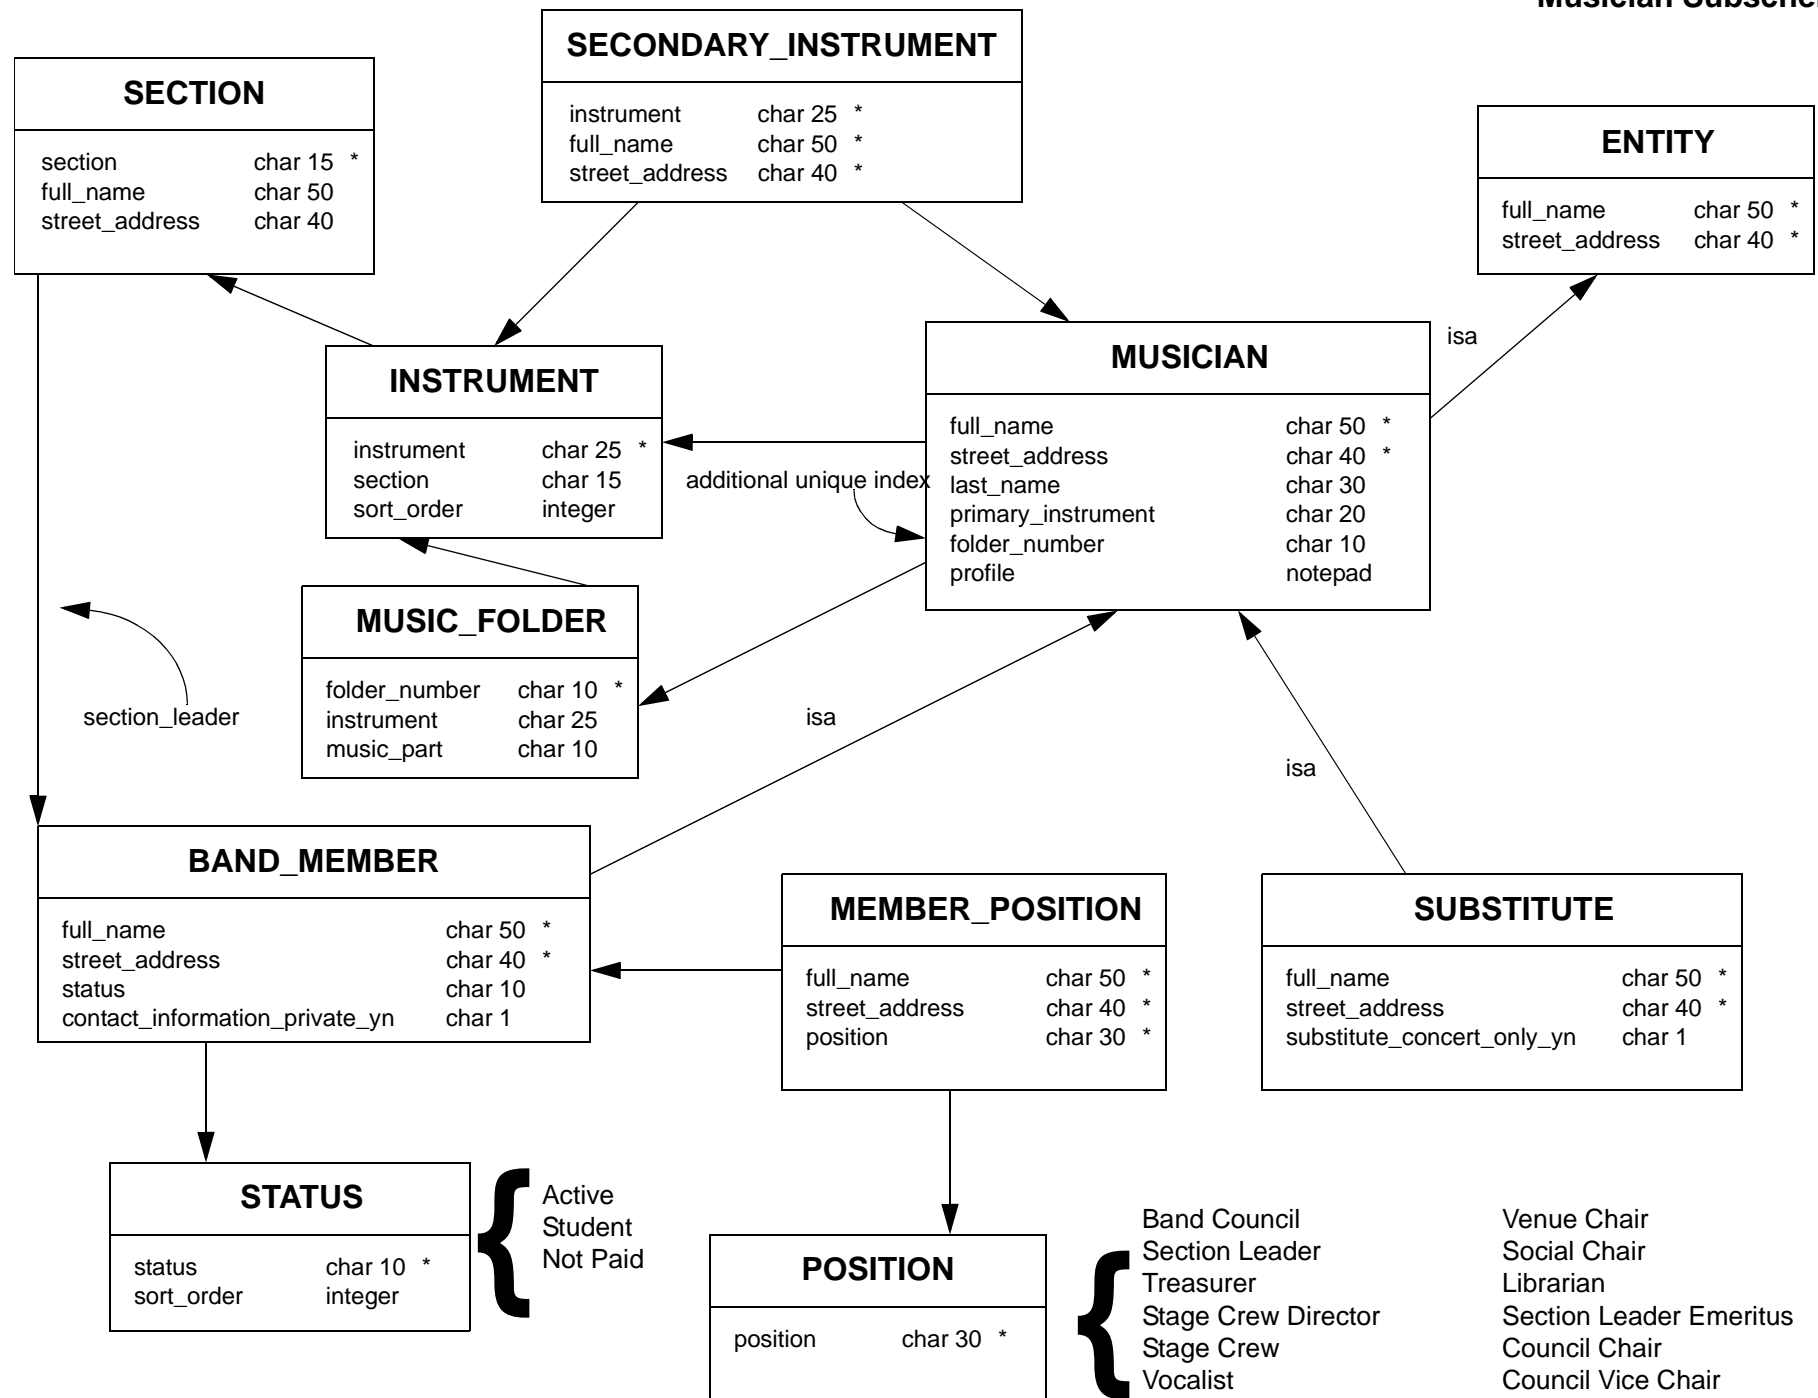 SECONDARY_INSTRUMENT
instrument char 25 *
full_name char 50 *
street_address char 40 *
SECTION
section char 15 *
full_name char 50
street_address char 40
ENTITY
full_name char 50 *
street_address char 40 *
isa
INSTRUMENT
instrument char 25 *
section char 15
sort_order integer
additional unique index
MUSICIAN
full_name char 50 *
street_address char 40 *
last_name char 30
primary_instrument char 20
folder_number char 10
profile notepad
MUSIC_FOLDER
folder_number char 10 *
instrument char 25
music_part char 10
section_leader
isa
isa
BAND_MEMBER
full_name char 50 *
street_address char 40 *
status char 10
contact_information_private_yn char 1
MEMBER_POSITION
full_name char 50 *
street_address char 40 *
position char 30 *
SUBSTITUTE
full_name char 50 *
street_address char 40 *
substitute_concert_only_yn char 1
STATUS
status char 10 *
sort_order integer
{
Active
Student
Not Paid
POSITION
position char 30 *
{
Band Council
Section Leader
Treasurer
Stage Crew Director
Stage Crew
Vocalist
Venue Chair
Social Chair
Librarian
Section Leader Emeritus
Council Chair
Council Vice Chair